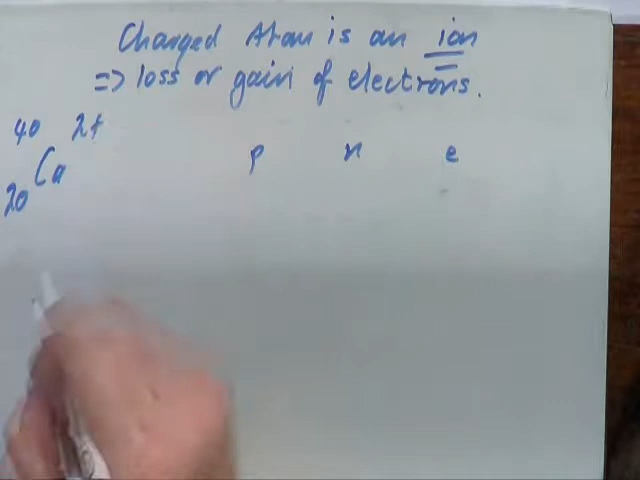 Charged Atom is an ion
=> loss or gain of electrons.
40 2+
Ca
20
p n e